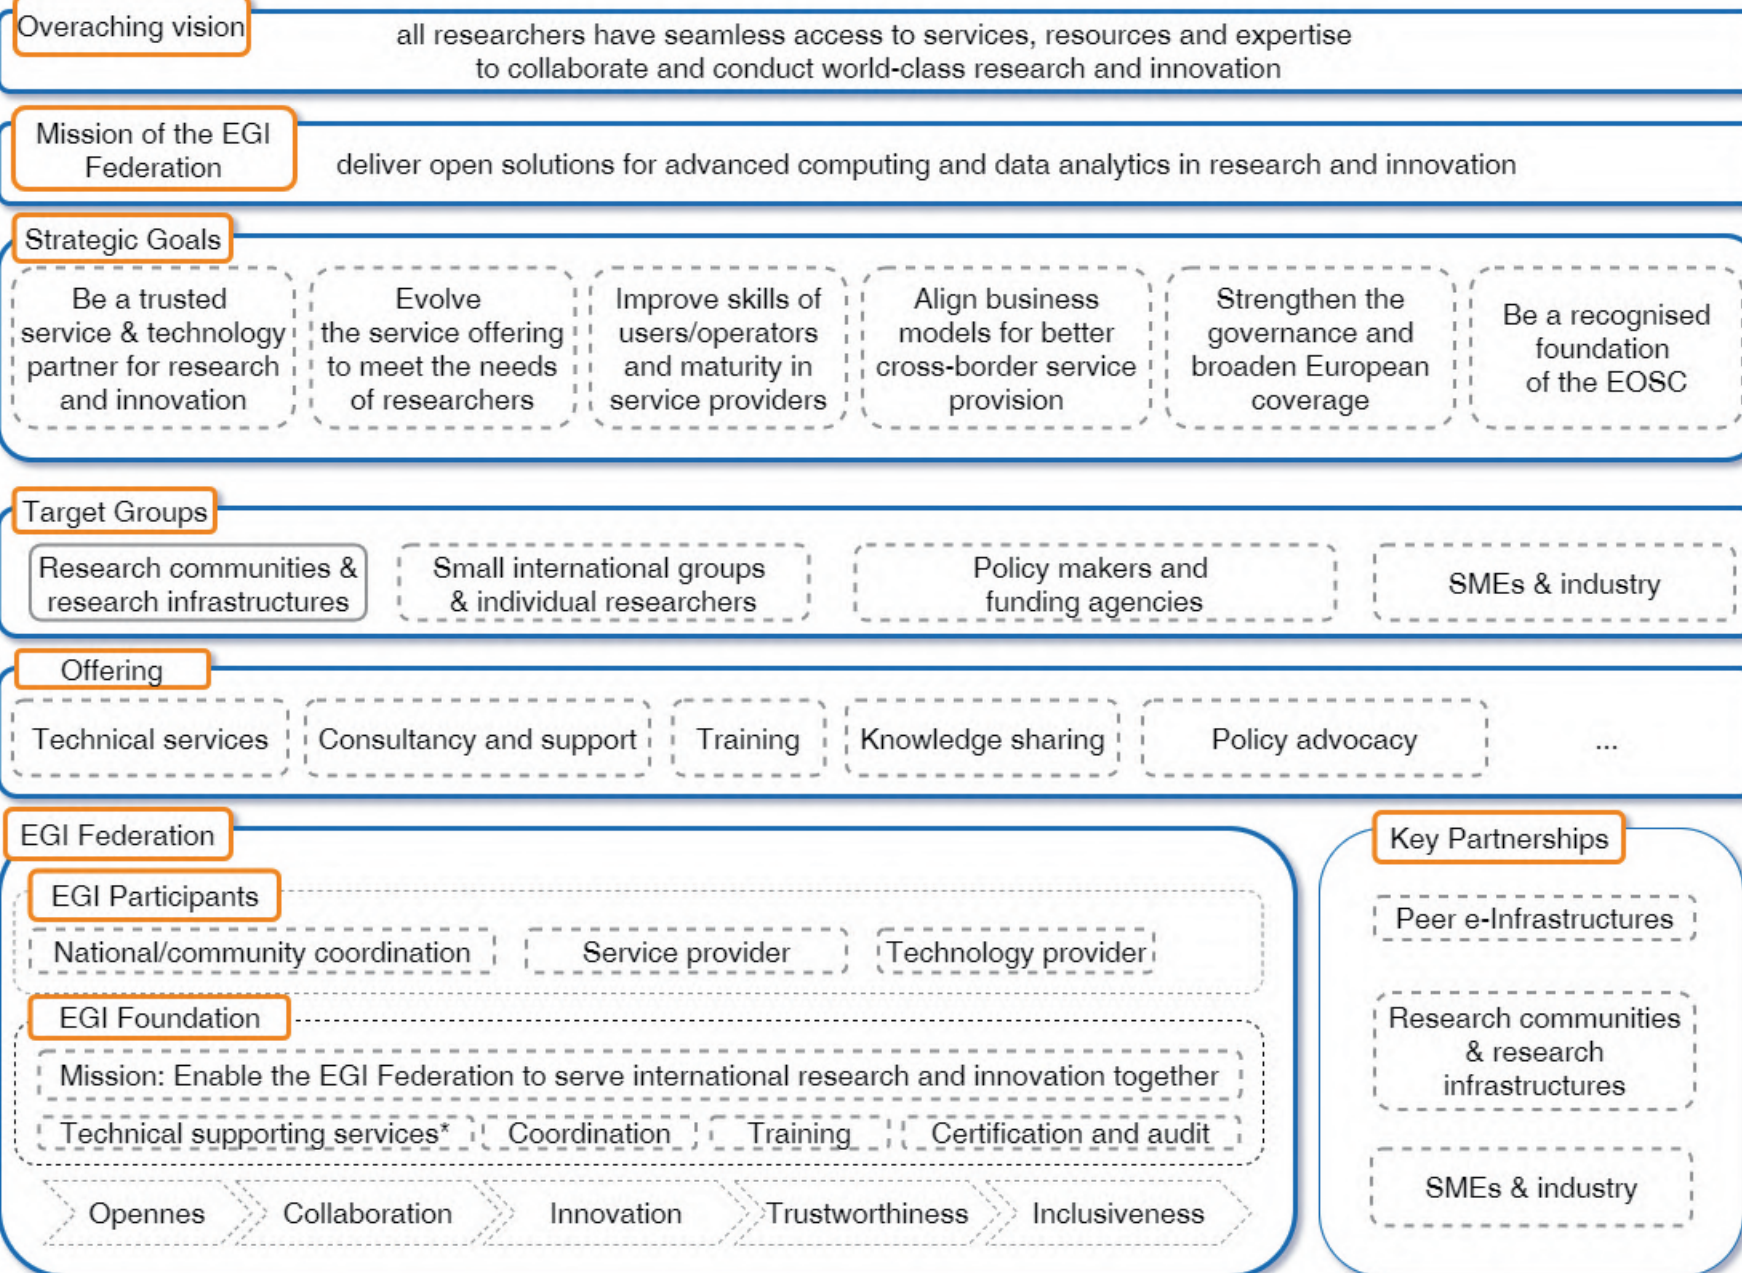 Overaching vision
all researchers have seamless access to services, resources and expertise
to collaborate and conduct world-class research and innovation
Mission of the EGI
Federation
deliver open solutions for advanced computing and data analytics in research and innovation
Strategic Goals
Be a trusted
service & technology
partner for research
and innovation
Evolve
the service offering
to meet the needs
of researchers
Improve skills of
users/operators
and maturity in
service providers
Align business
models for better
cross-border service
provision
Strengthen the
governance and
broaden European
coverage
Be a recognised
foundation
of the EOSC
Target Groups
Research communities &
research infrastructures
Small international groups
& individual researchers
Policy makers and
funding agencies
SMEs & industry
Offering
Technical services
Consultancy and support
Training
Knowledge sharing
Policy advocacy
...
EGI Federation
EGI Participants
National/community coordination
Service provider
Technology provider
EGI Foundation
Mission: Enable the EGI Federation to serve international research and innovation together
Technical supporting services*
Coordination
Training
Certification and audit
Opennes
Collaboration
Innovation
Trustworthiness
Inclusiveness
Key Partnerships
Peer e-Infrastructures
Research communities
& research
infrastructures
SMEs & industry